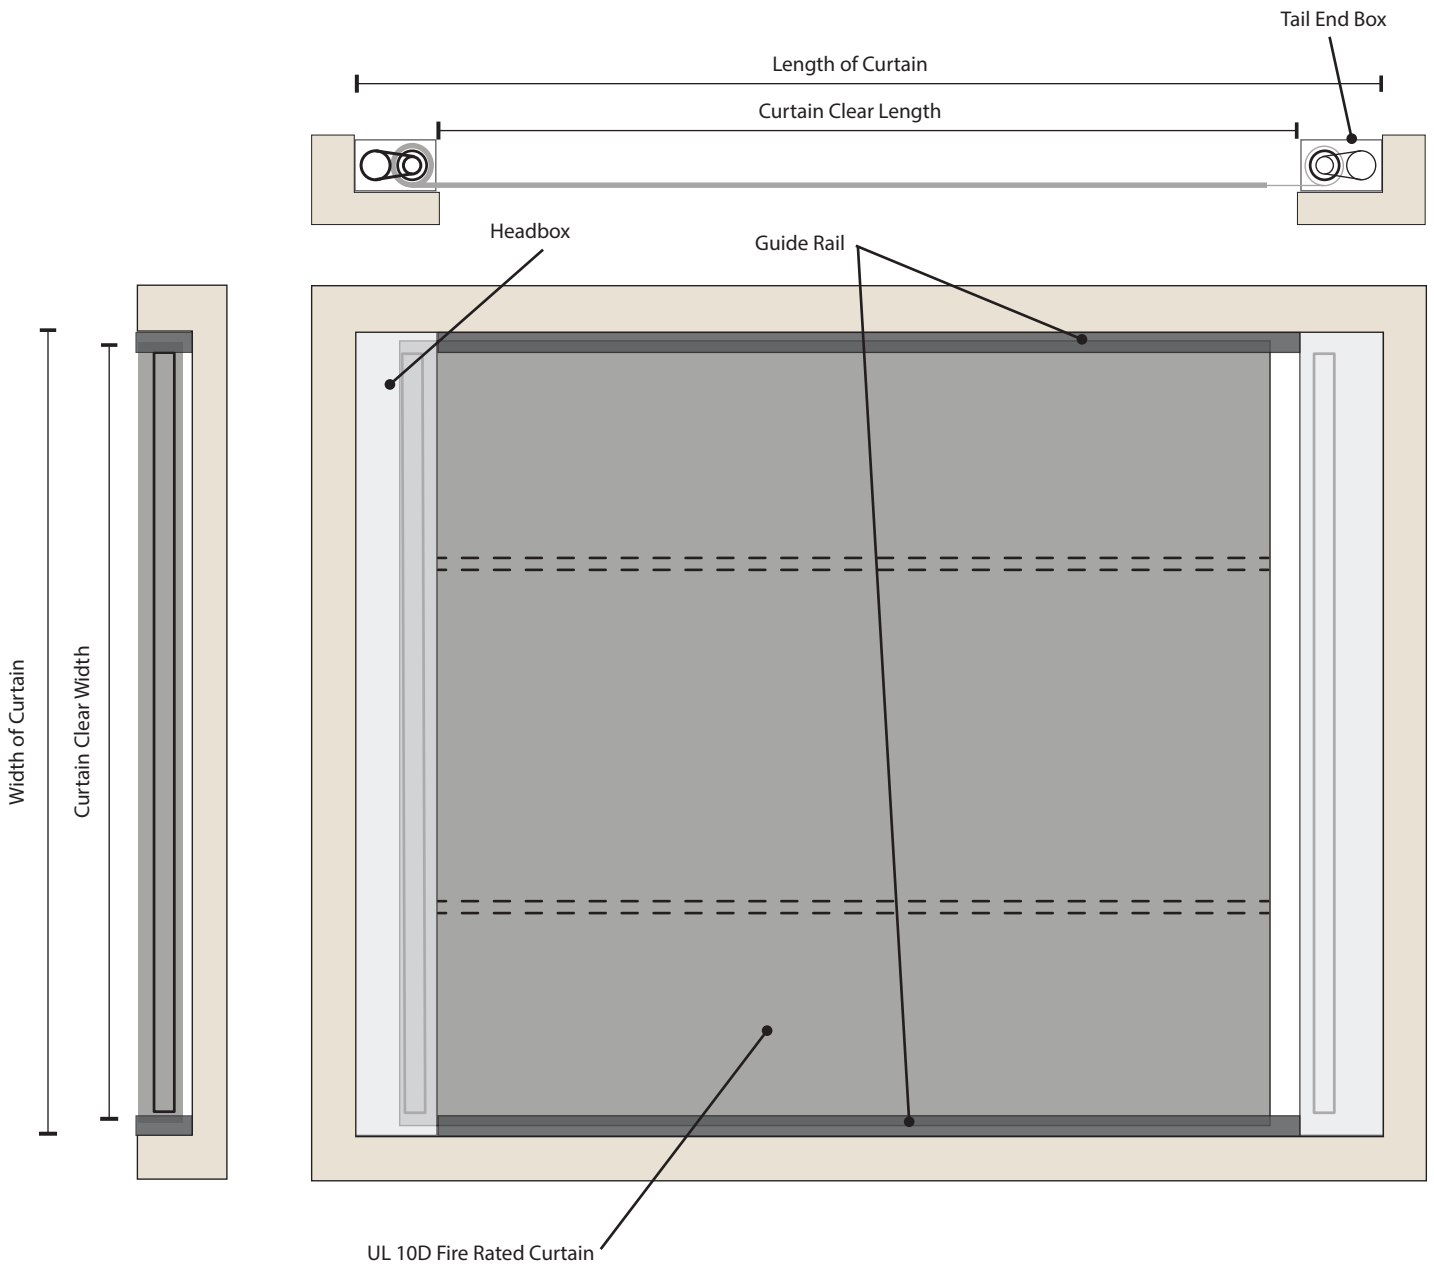 Tail End Box
Length of Curtain
Curtain Clear Length
Headbox
Guide Rail
Width of Curtain
Curtain Clear Width
UL 10D Fire Rated Curtain